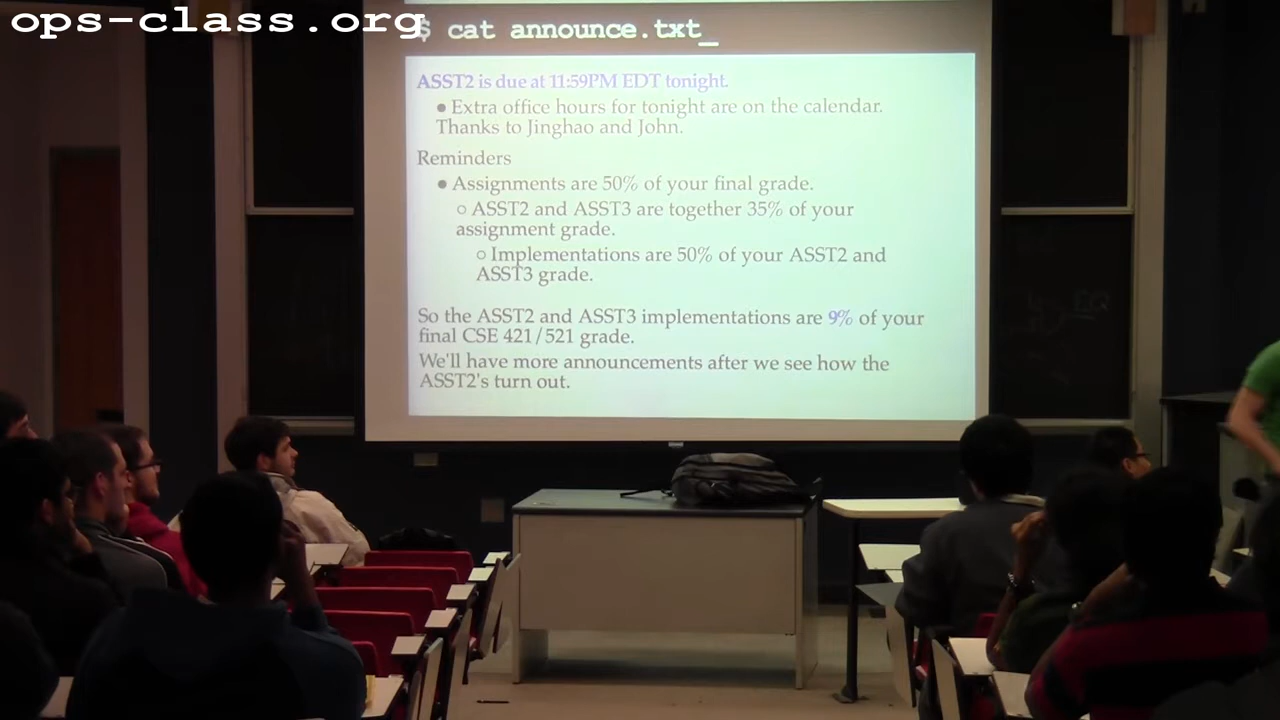 ops-class.org
$ cat announce.txt_
ASST2 is due at 11:59PM EDT tonight.
● Extra office hours for tonight are on the calendar.
Thanks to Jinghao and John.
Reminders
● Assignments are 50% of your final grade.
○ ASST2 and ASST3 are together 35% of your
assignment grade.
○ Implementations are 50% of your ASST2 and
ASST3 grade.
So the ASST2 and ASST3 implementations are 9% of your
final CSE 421/521 grade.
We'll have more announcements after we see how the
ASST2's turn out.